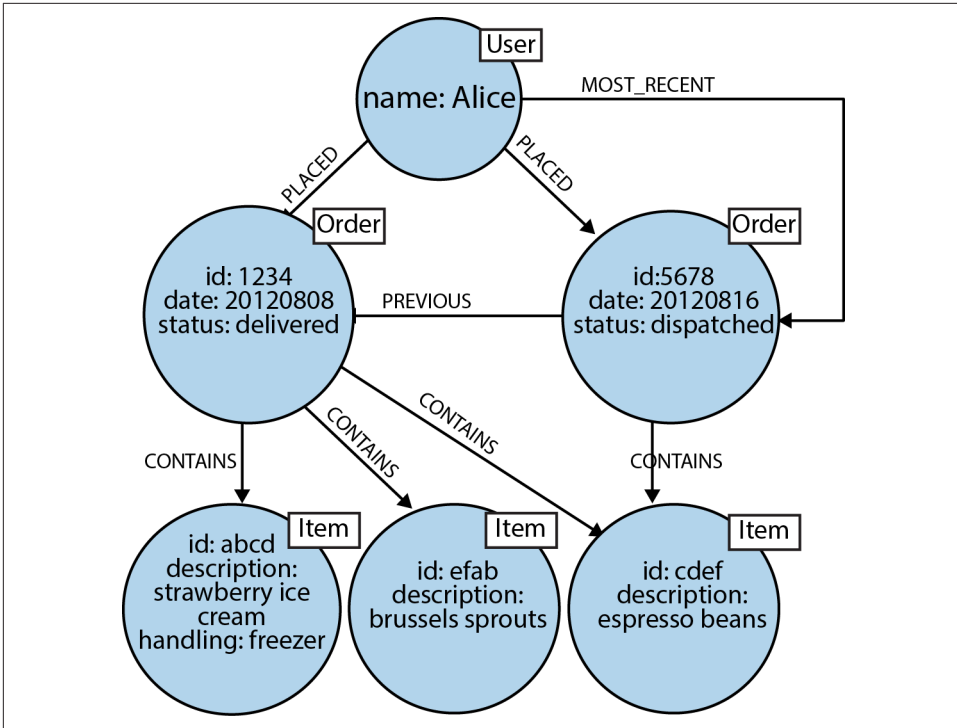 User
name: Alice
MOST_RECENT
PLACED
PLACED
Order
id: 1234
date: 20120808
status: delivered
PREVIOUS
Order
id:5678
date: 20120816
status: dispatched
CONTAINS
CONTAINS
CONTAINS
CONTAINS
Item
id: abcd
description:
strawberry ice
cream
handling: freezer
Item
id: efab
description:
brussels sprouts
Item
id: cdef
description:
espresso beans